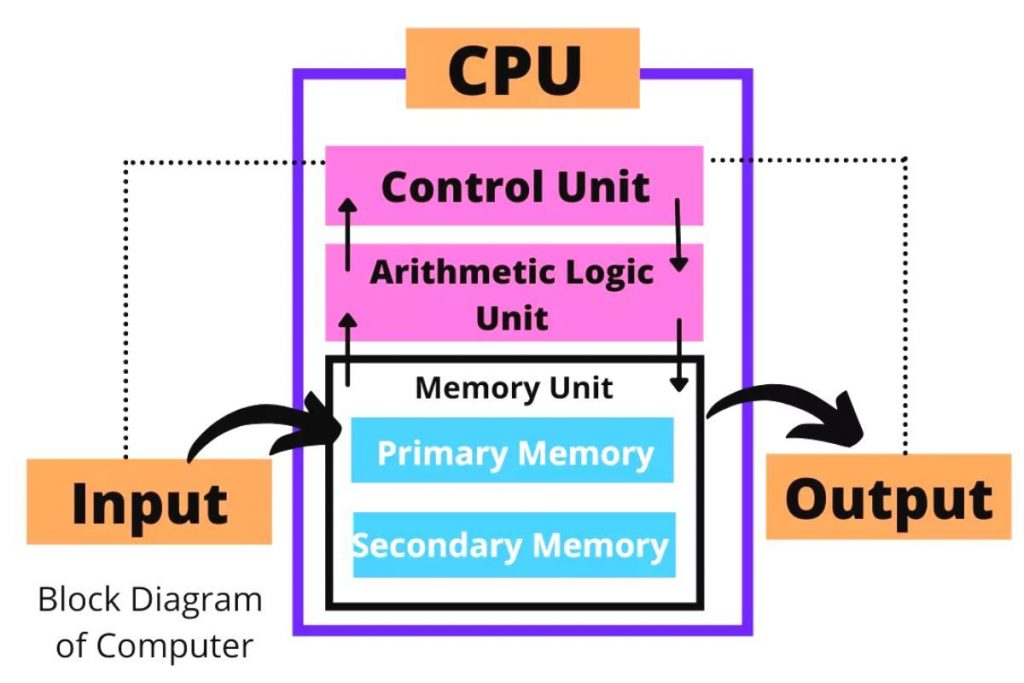 CPU
Control Unit
Arithmetic Logic
Unit
Memory Unit
Primary Memory
Secondary Memory
Input
Output
Block Diagram
of Computer